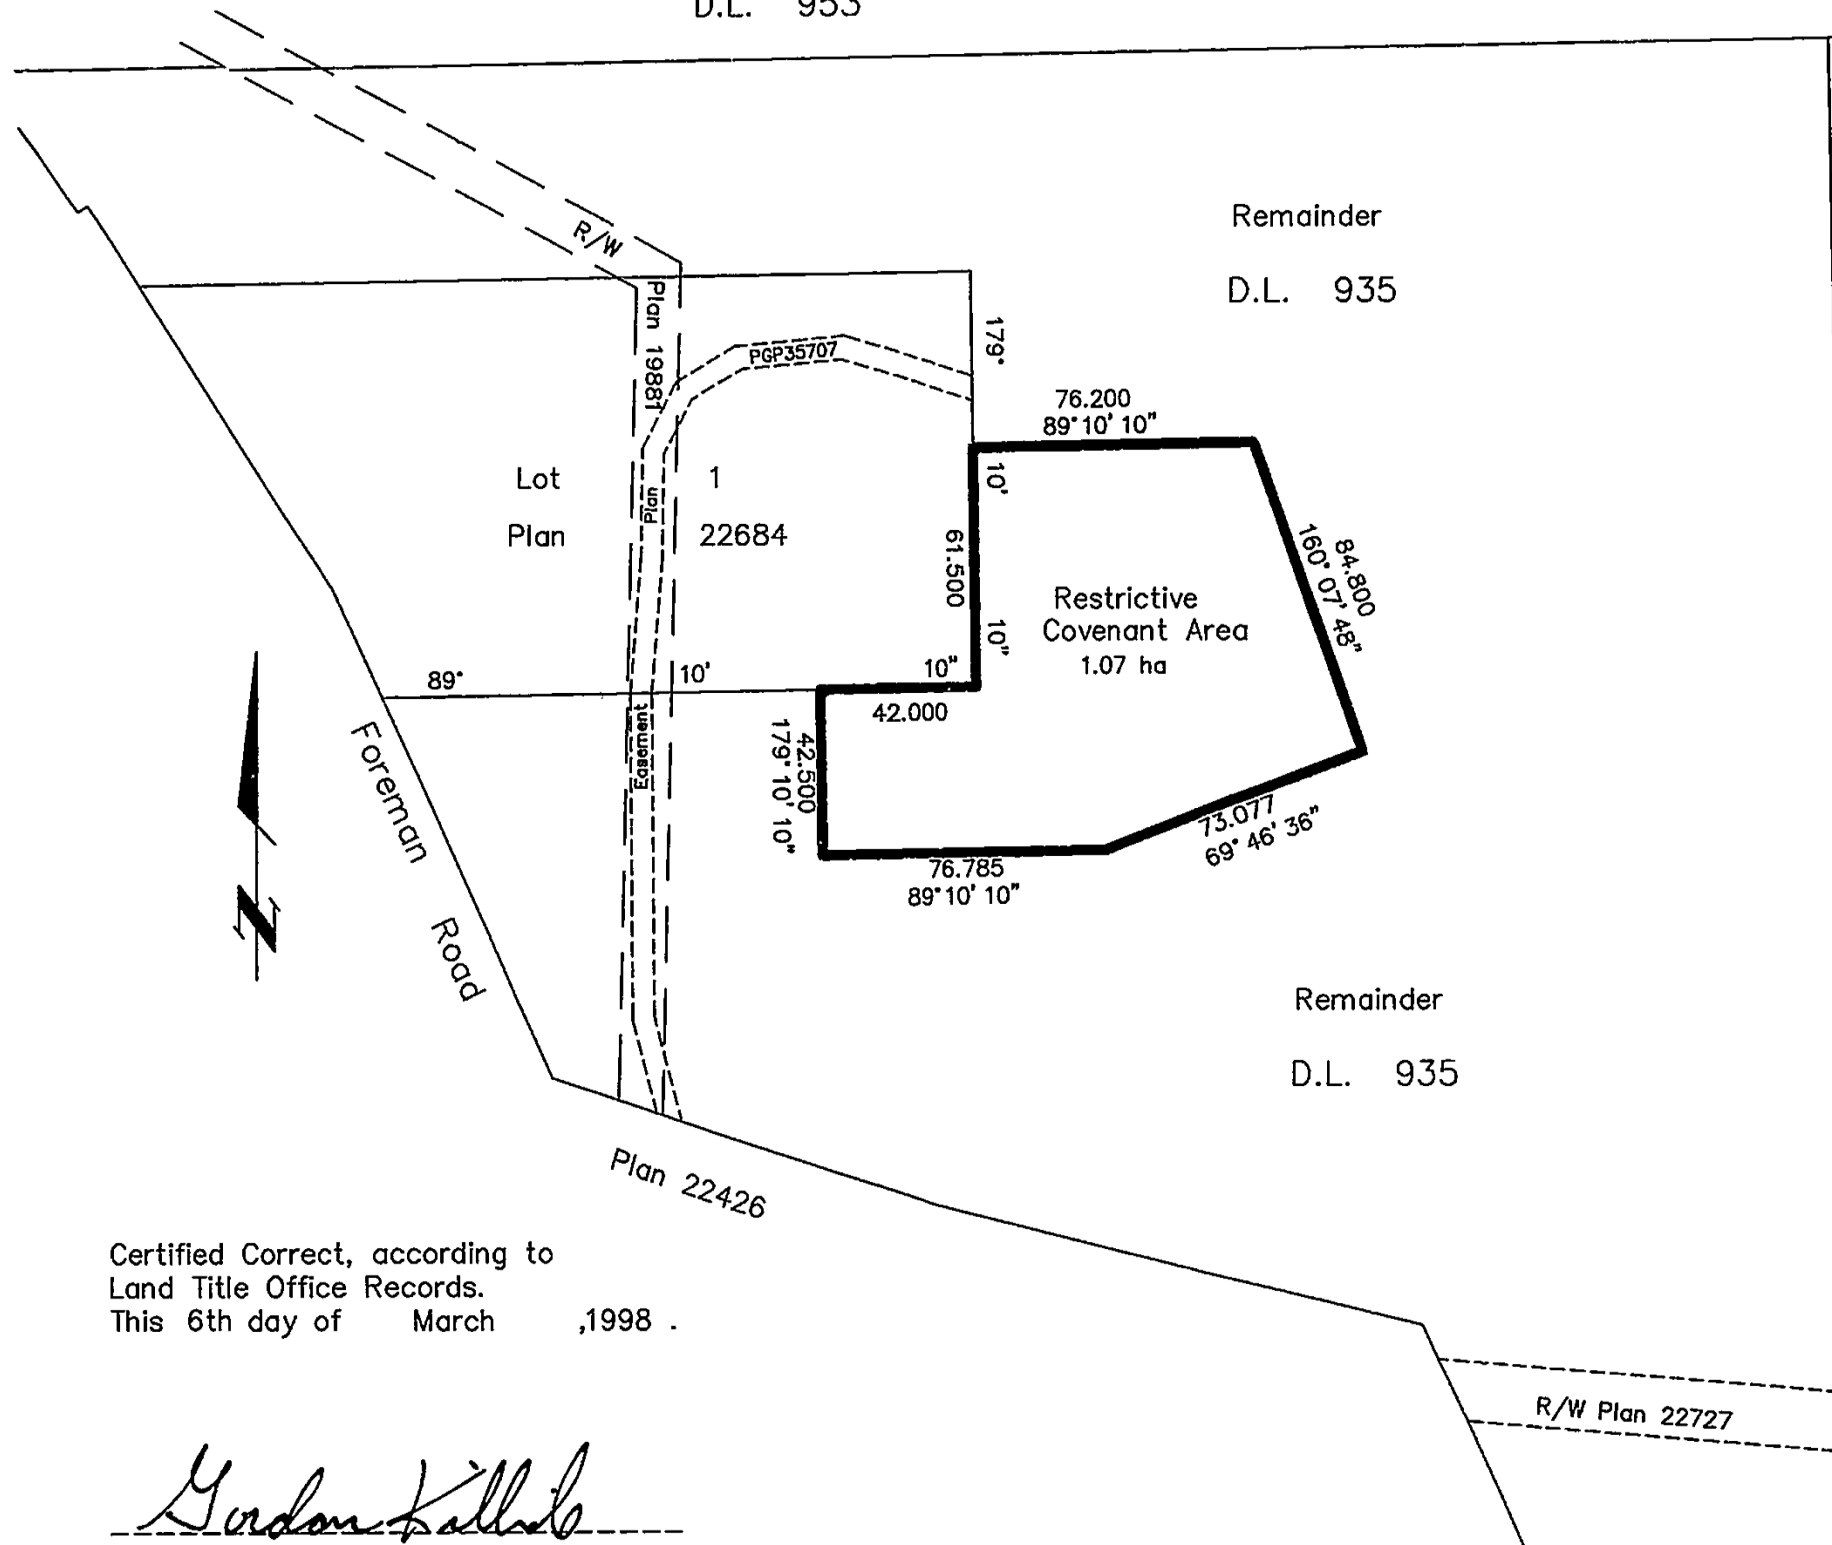 D.L. 953
R/W
Plan 19881
PGP35707
179°
Remainder
D.L. 935
76.200
89°10' 10"
10'
Lot 1
Plan 22684
Plan
61.500
10"
84.800
160° 07' 48"
Restrictive
Covenant Area
1.07 ha
89° 10' 10"
42.000
Easement
42.500
179° 10' 10"
73.077
69° 46' 36"
76.785
89°10' 10"
Foreman
Road
N
Remainder
D.L. 935
Plan 22426
Certified Correct, according to
Land Title Office Records.
This 6th day of March ,1998 .
R/W Plan 22727
Gordon